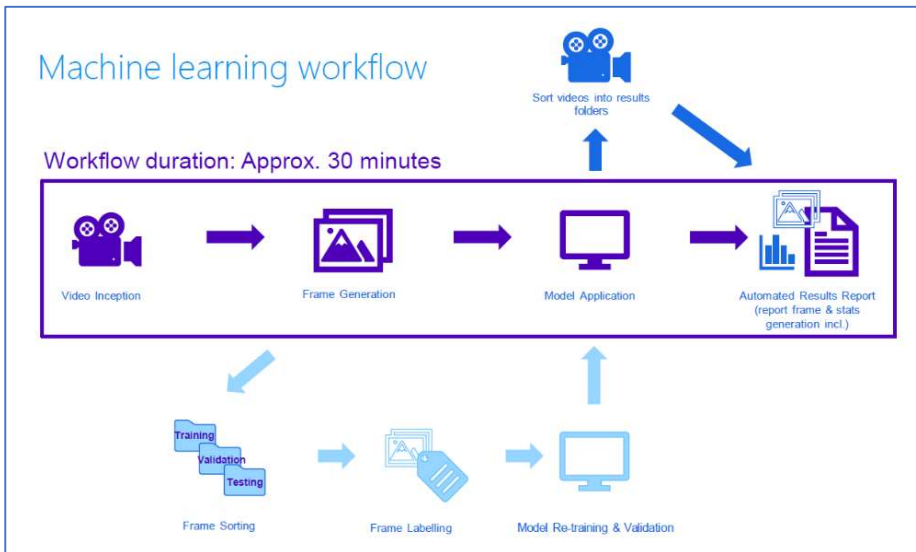 Machine learning workflow
Sort videos into results
folders
Workflow duration: Approx. 30 minutes
Video Inception
Frame Generation
Model Application
Automated Results Report
(report frame & stats
generation incl.)
Training
Validation
Testing
Frame Sorting
Frame Labelling
Model Re-training & Validation